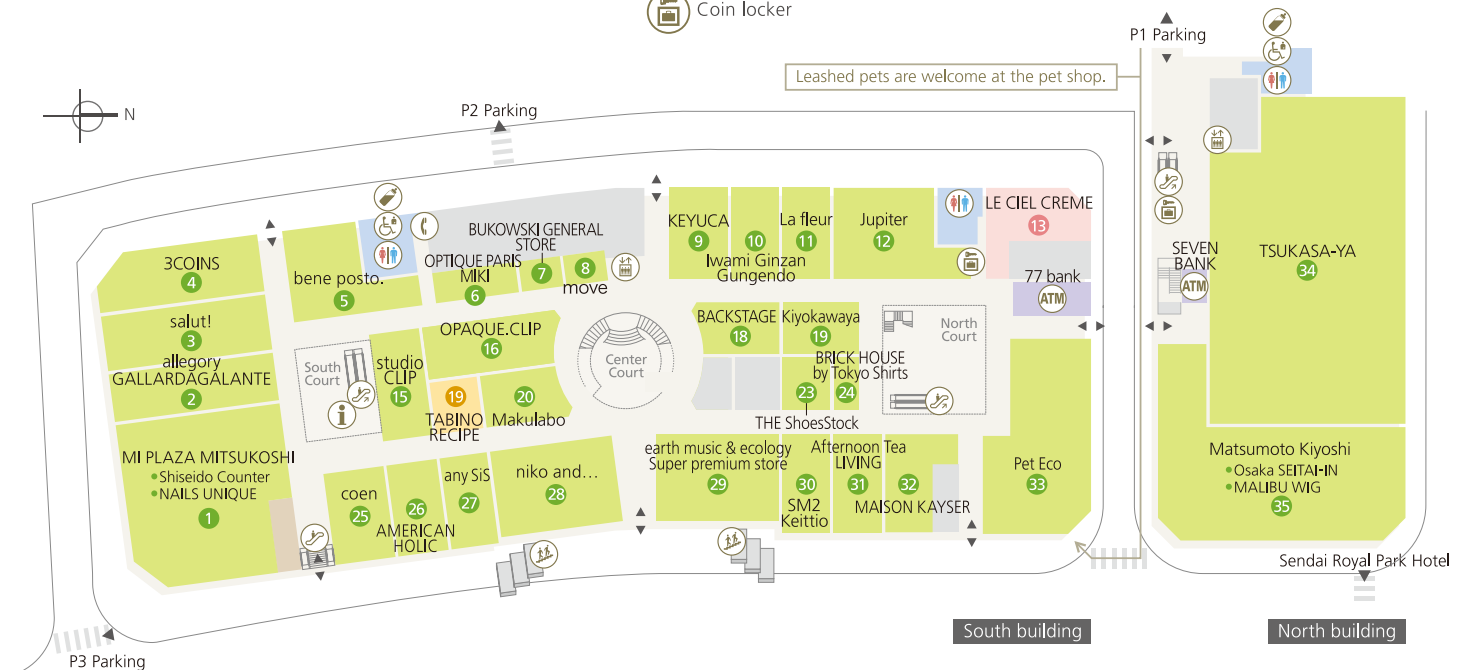 Coin locker
P1 Parking
Leashed pets are welcome at the pet shop.
N
P2 Parking
3COINS
4
salut!
3
allegory
GALLARDAGALANTE
2
MI PLAZA MITSUKOSHI
Shiseido Counter
NAILS UNIQUE
1
bene posto.
5
OPTIQUE PARIS
MIKI
6
BUKOWSKI GENERAL
STORE
7
8
move
KEYUCA
9
10
Iwami Ginzan
Gungendo
La fleur
11
Jupiter
12
LE CIEL CREME
13
77 bank
ATM
SEVEN
BANK
ATM
TSUKASA-YA
34
South
Court
i
studio
CLIP
15
OPAQUE.CLIP
16
19
TABINO
RECIPE
20
Makulabo
Center
Court
BACKSTAGE
18
Kiyokawaya
19
BRICK HOUSE
by Tokyo Shirts
23
24
THE ShoesStock
North
Court
coen
25
26
AMERICAN
HOLIC
any SiS
27
niko and...
28
earth music & ecology
Super premium store
29
30
SM2
Keittio
Afternoon Tea
LIVING
31
32
MAISON KAYSER
Pet Eco
33
Matsumoto Kiyoshi
Osaka SEITAI-IN
MALIBU WIG
35
Sendai Royal Park Hotel
South building
North building
P3 Parking